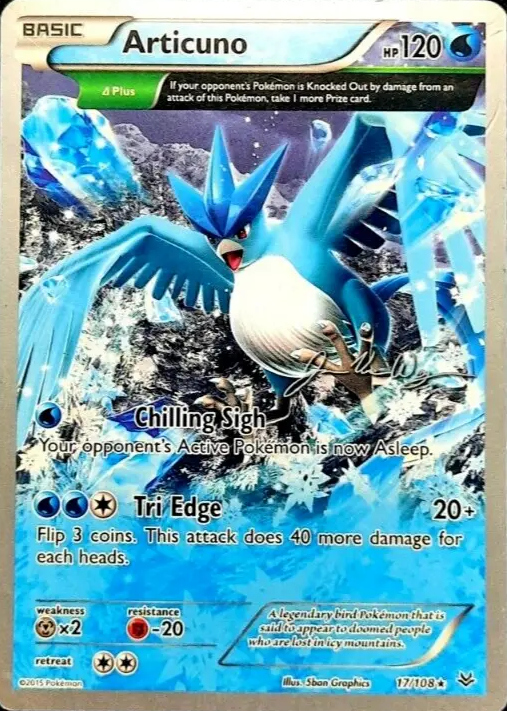 BASIC
Articuno
HP120
Δ Plus
If your opponent's Pokémon is Knocked Out by damage from an
attack of this Pokémon, take 1 more Prize card.
Chilling Sigh
Your opponent's Active Pokémon is now Asleep.
Tri Edge 20+
Flip 3 coins. This attack does 40 more damage for
each heads.
weakness
×2
resistance
-20
retreat
A legendary bird Pokémon that is
said to appear to doomed people
who are lost in icy mountains.
©2015 Pokémon
Illus. 5ban Graphics
17/108★